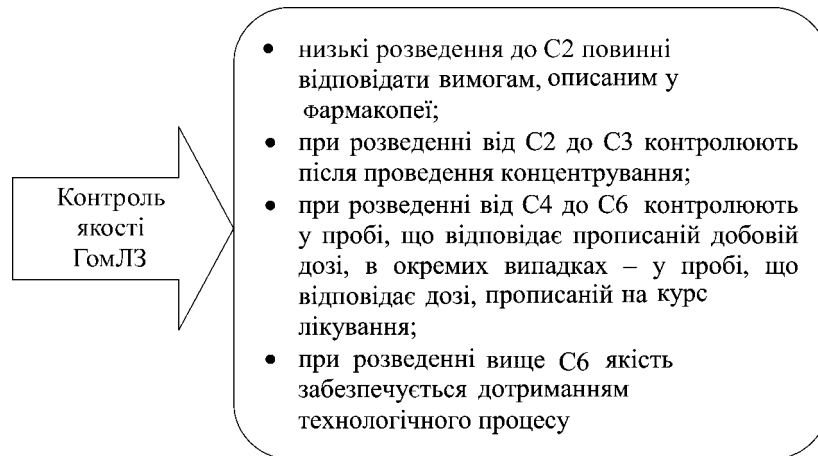 Контроль
якості
ГомЛЗ
• низькі розведення до С2 повинні
відповідати вимогам, описаним у
фармакопеї;
• при розведенні від С2 до С3 контролюють
після проведення концентрування;
• при розведенні від С4 до С6 контролюють
у пробі, що відповідає прописаній добовій
дозі, в окремих випадках – у пробі, що
відповідає дозі, прописаній на курс
лікування;
• при розведенні вище С6 якість
забезпечується дотриманням
технологічного процесу